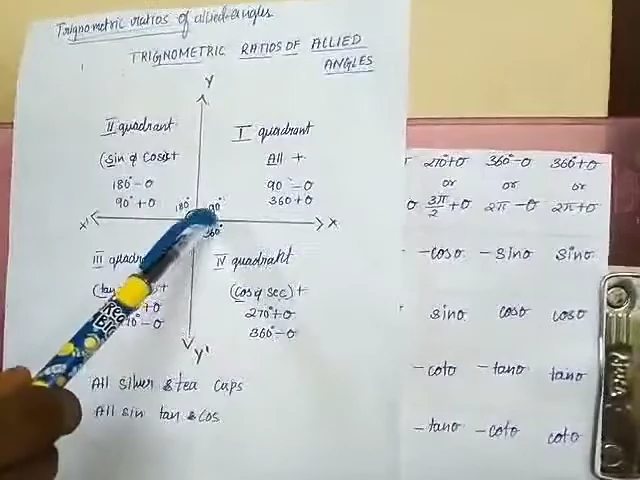 Trignometric ratios of allied angles
TRIGNOMETRIC RATIOS OF ALLIED
ANGLES
Y
II quadrant
(sin & cosec+
180°-θ
90°+θ
I quadrant
All +
90°-θ
360+θ
180° 90°
X' X
360°
III
(tan +
+θ
-θ
IV quadrant
(cos & sec)+
270°+θ
360°-θ
Y'
All silver tea cups
All sin tan cos
270°+θ 360°-θ 360°+θ
or or or
3π/2 +θ 2π-θ 2π+θ
-cosθ -sinθ sinθ
sinθ cosθ cosθ
-cotθ -tanθ tanθ
-tanθ -cotθ cotθ